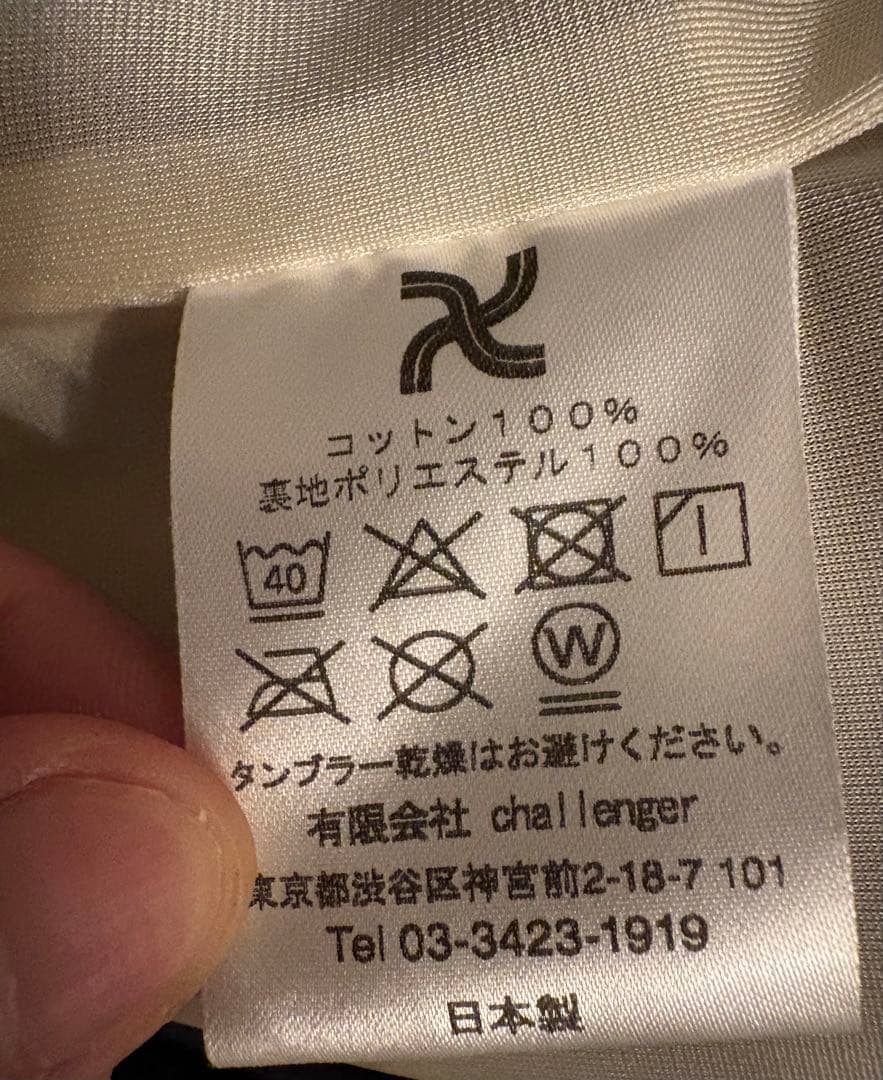 コットン１００％
裏地ポリエステル１００％
40
W
タンブラー乾燥はお避けください。
有限会社 challenger
東京都渋谷区神宮前2-18-7 101
Tel 03-3423-1919
日本製